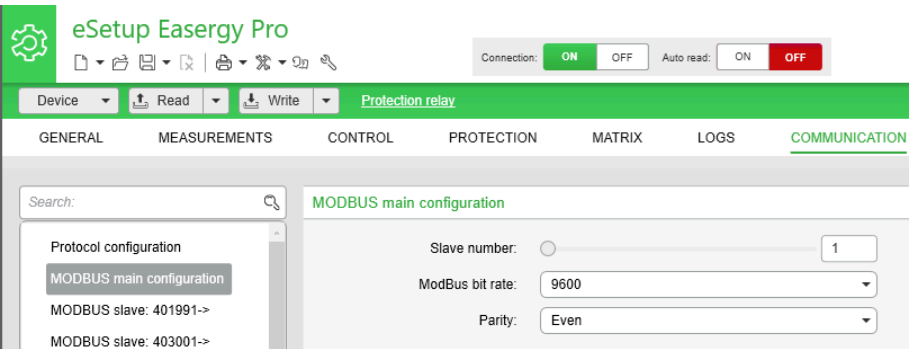 eSetup Easergy Pro
Connection: ON OFF Auto read: ON OFF
Device Read Write Protection relay
GENERAL MEASUREMENTS CONTROL PROTECTION MATRIX LOGS COMMUNICATION
Search:
MODBUS main configuration
Protocol configuration
MODBUS main configuration
MODBUS slave: 401991->
MODBUS slave: 403001->
Slave number: 1
ModBus bit rate: 9600
Parity: Even